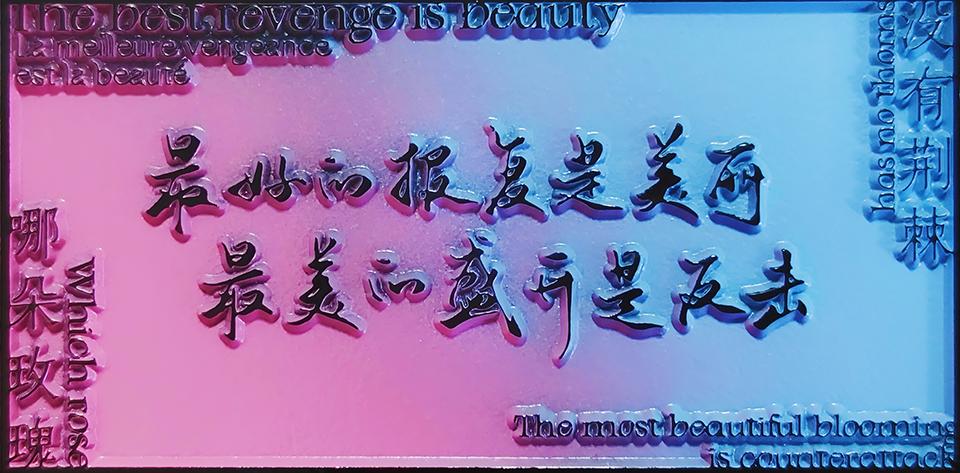 The best revenge is beauty
La meilleure vengeance
est la beauté
没有荆棘
has no thorns
最好的报复是美丽
最美的盛开是反击
哪朵玫瑰
Which rose
The most beautiful blooming
is counterattack